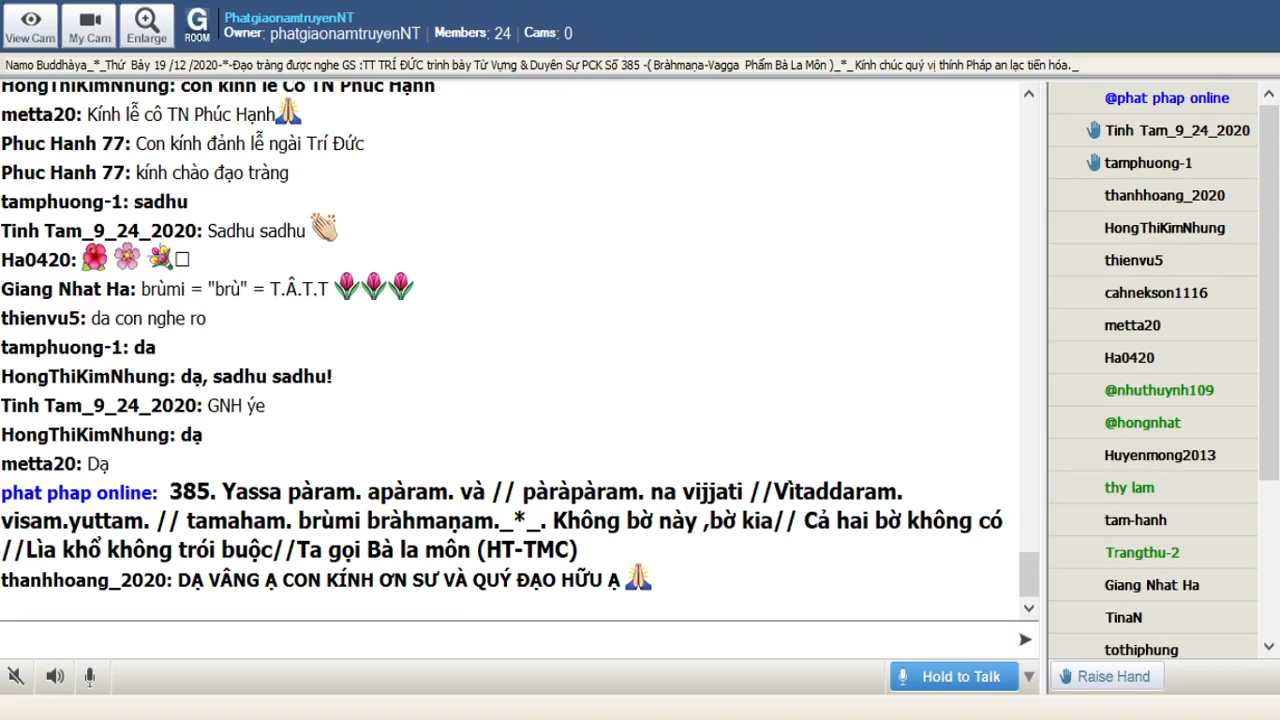 View Cam
My Cam
Enlarge
G
ROOM
PhatgiaonamtruyenNT
Owner: phatgiaonamtruyenNT | Members: 24 | Cams: 0
Namo Buddhàya_*_Thứ Bảy 19 /12 /2020-*-Đạo tràng được nghe GS :TT TRÍ ĐỨC trình bày Từ Vựng & Duyên Sự PCK Số 385 -( Bràhmaṇa-Vagga Phẩm Bà La Môn )_*_ Kính chúc quý vị thính Pháp an lạc tiến hóa._
HongThiKimNhung: con kính lễ Cô TN Phúc Hạnh
metta20: Kính lễ cô TN Phúc Hạnh🙏
Phuc Hanh 77: Con kính đảnh lễ ngài Trí Đức
Phuc Hanh 77: kính chào đạo tràng
tamphuong-1: sadhu
Tinh Tam_9_24_2020: Sadhu sadhu 👏
Ha0420: 🌺 🌸 💐□
Giang Nhat Ha: brùmi = "brù" = T.Â.T.T 🌷🌷🌷
thienvu5: da con nghe ro
tamphuong-1: da
HongThiKimNhung: dạ, sadhu sadhu!
Tinh Tam_9_24_2020: GNH ýe
HongThiKimNhung: dạ
metta20: Dạ
phat phap online: 385. Yassa pàram. apàram. và // pàràpàram. na vijjati //Vìtaddaram.
visam.yuttam. // tamaham. brùmi bràhmaṇam._*_. Không bờ này ,bờ kia// Cả hai bờ không có
//Lìa khổ không trói buộc//Ta gọi Bà la môn (HT-TMC)
thanhhoang_2020: DẠ VÂNG Ạ CON KÍNH ƠN SƯ VÀ QUÝ ĐẠO HỮU Ạ 🙏
@phat phap online
Tinh Tam_9_24_2020
tamphuong-1
thanhhoang_2020
HongThiKimNhung
thienvu5
cahnekson1116
metta20
Ha0420
@nhuthuynh109
@hongnhat
Huyenmong2013
thy lam
tam-hanh
Trangthu-2
Giang Nhat Ha
TinaN
tothiphung
Hold to Talk
Raise Hand